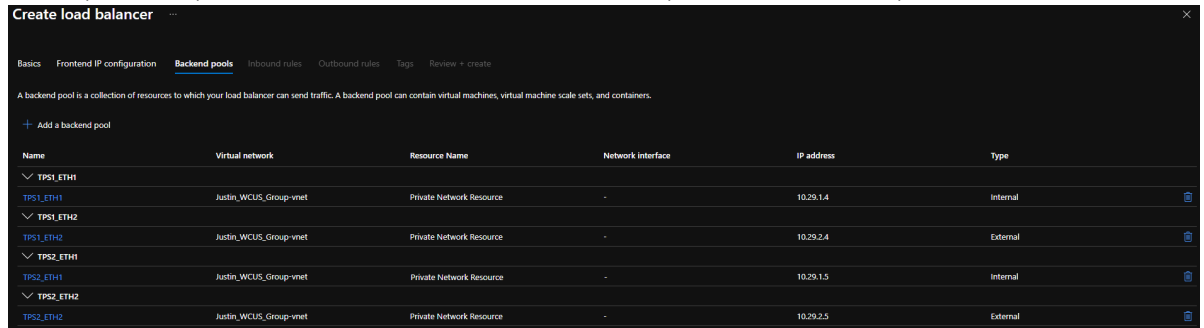 Create load balancer ...
Basics Frontend IP configuration Backend pools Inbound rules Outbound rules Tags Review + create
A backend pool is a collection of resources to which your load balancer can send traffic. A backend pool can contain virtual machines, virtual machine scale sets, and containers.
+ Add a backend pool
Name Virtual network Resource Name Network interface IP address Type
TPS1_ETH1
TPS1_ETH1 Justin_WCUS_Group-vnet Private Network Resource - 10.29.1.4 Internal
TPS1_ETH2
TPS1_ETH2 Justin_WCUS_Group-vnet Private Network Resource - 10.29.2.4 External
TPS2_ETH1
TPS2_ETH1 Justin_WCUS_Group-vnet Private Network Resource - 10.29.1.5 Internal
TPS2_ETH2
TPS2_ETH2 Justin_WCUS_Group-vnet Private Network Resource - 10.29.2.5 External